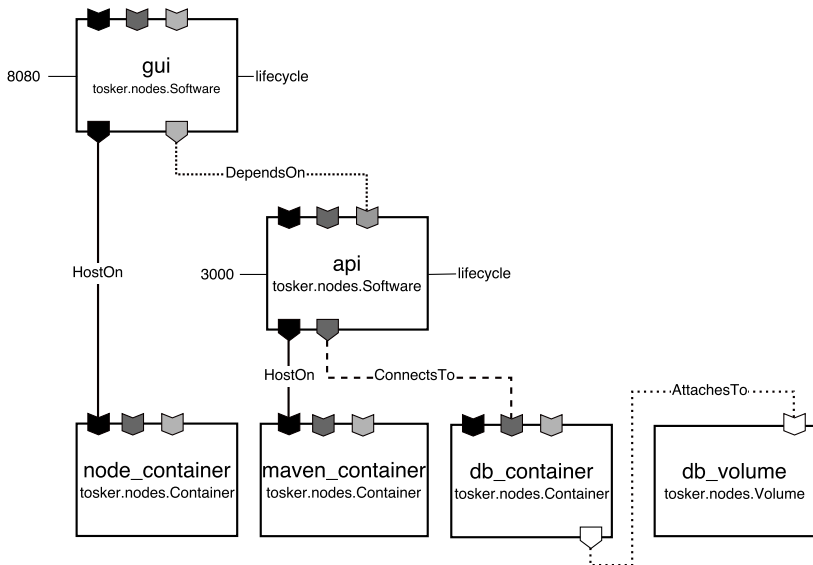 gui
8080
lifecycle
tosker.nodes.Software
DependsOn
api
HostOn
3000
lifecycle
tosker.nodes.Software
HostOn
ConnectsTo
AttachesTo
node_container
maven_container
db_container
db_volume
tosker.nodes.Container
tosker.nodes.Container
tosker.nodes.Container
tosker.nodes.Volume